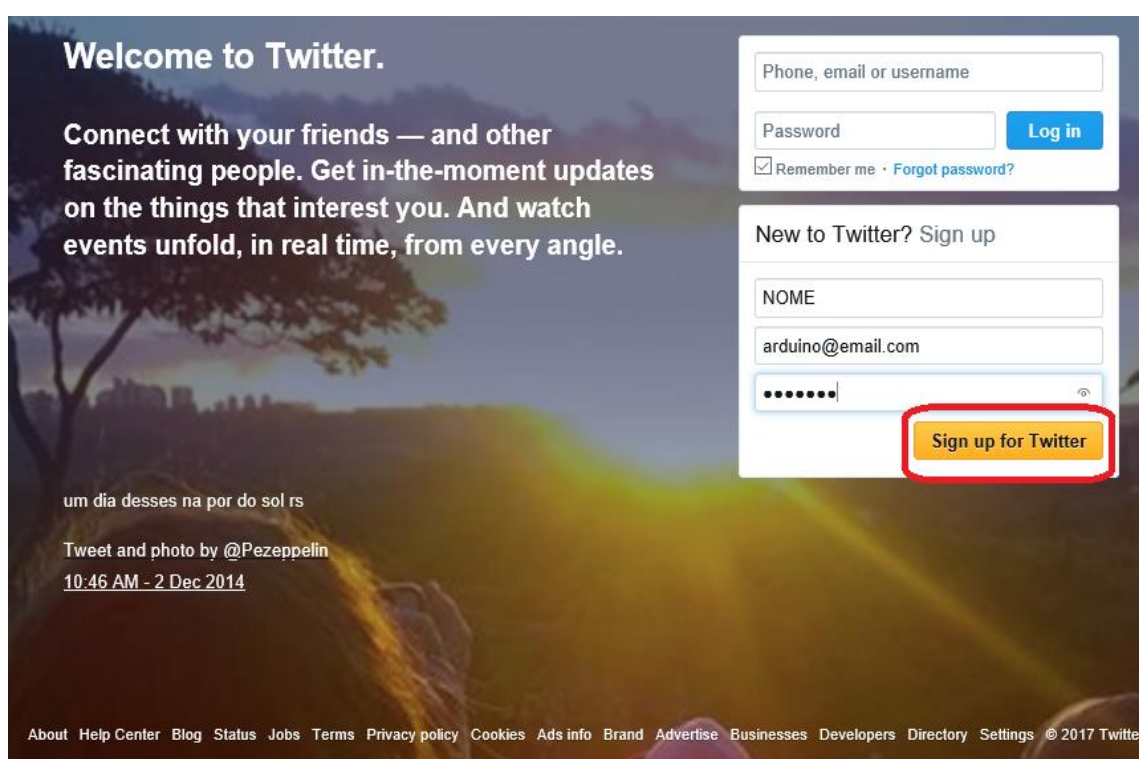 Welcome to Twitter.
Connect with your friends — and other
fascinating people. Get in-the-moment updates
on the things that interest you. And watch
events unfold, in real time, from every angle.
um dia desses na por do sol rs
Tweet and photo by @Pezeppelin
10:46 AM - 2 Dec 2014
Phone, email or username
Password
Log in
Remember me · Forgot password?
New to Twitter? Sign up
NOME
arduino@email.com
•••••••
Sign up for Twitter
About Help Center Blog Status Jobs Terms Privacy policy Cookies Ads info Brand Advertise Businesses Developers Directory Settings © 2017 Twitte